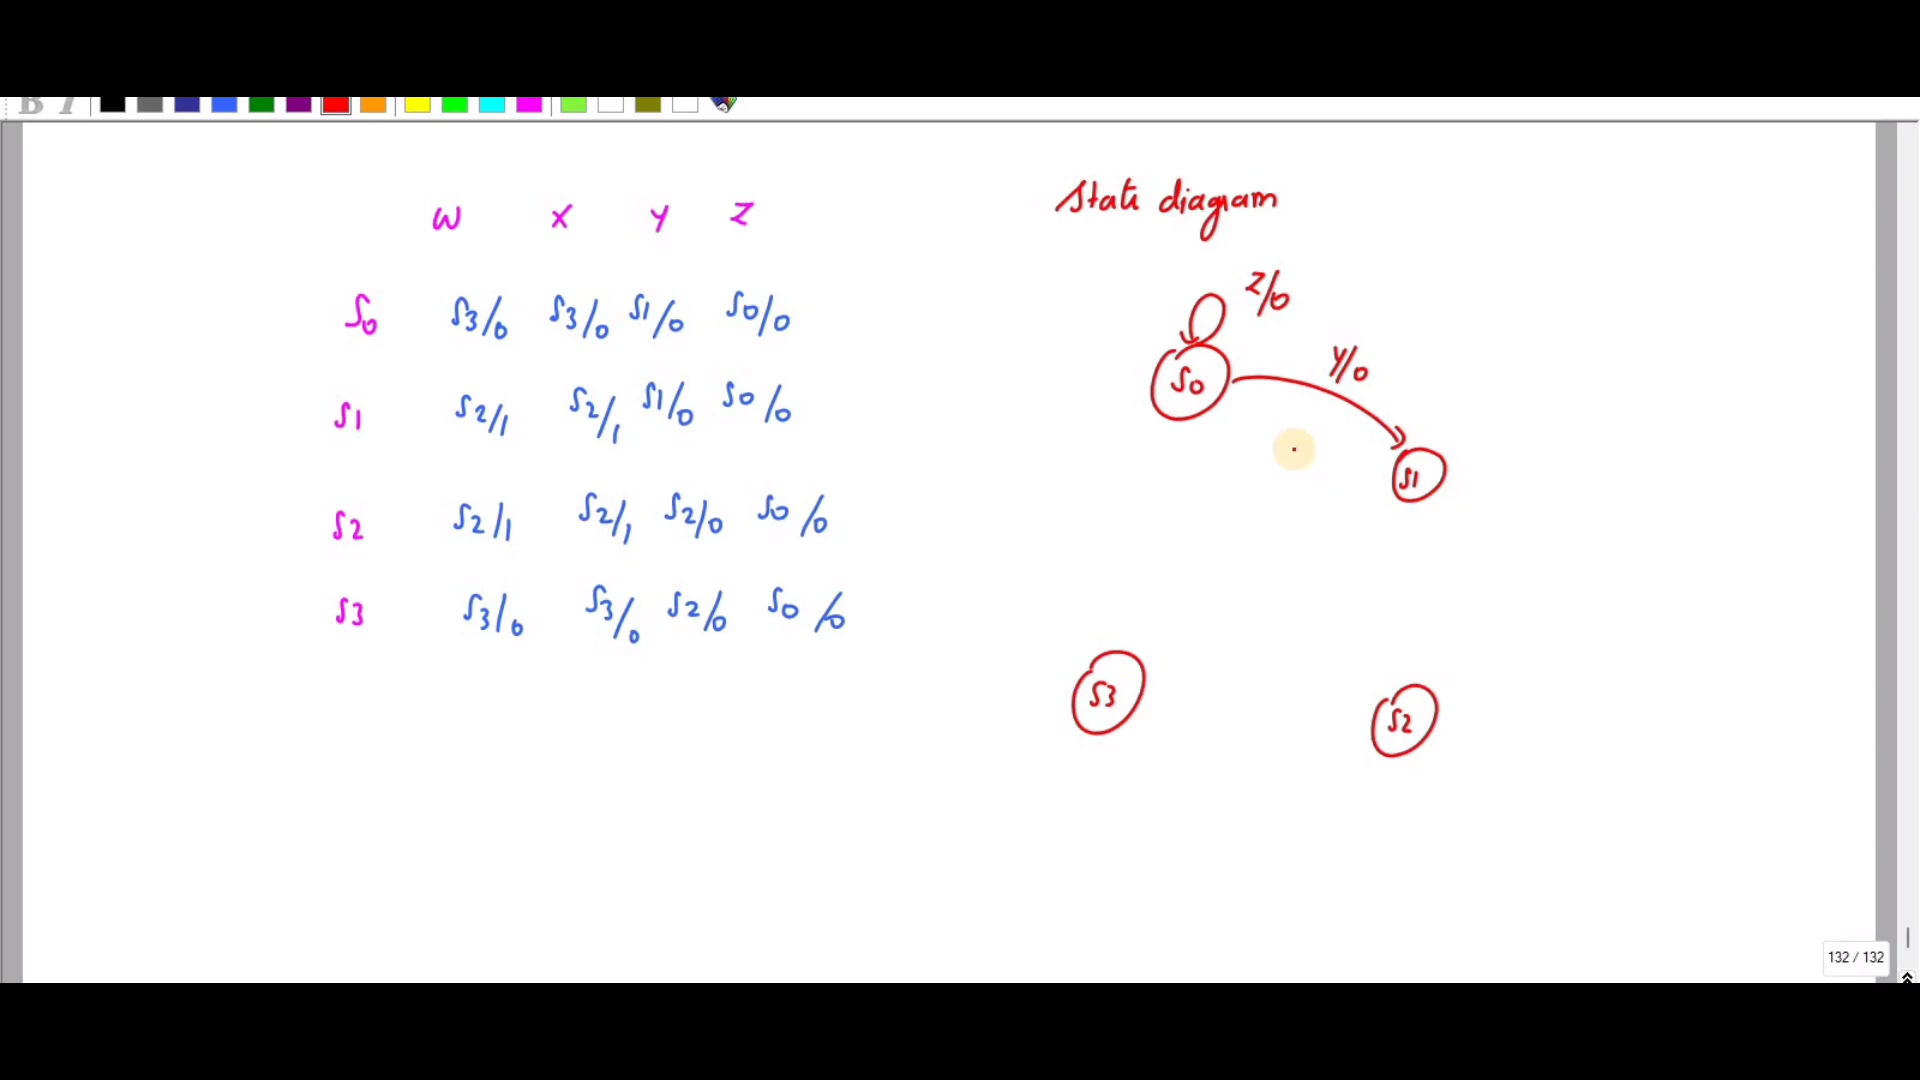 B I
W X Y Z
S0 S3/0 S3/0 S1/0 S0/0
S1 S2/1 S2/1 S1/0 S0/0
S2 S2/1 S2/1 S2/0 S0/0
S3 S3/0 S3/0 S2/0 S0/0
State diagram
Z/0
Y/0
S0
S1
S3
S2
132 / 132